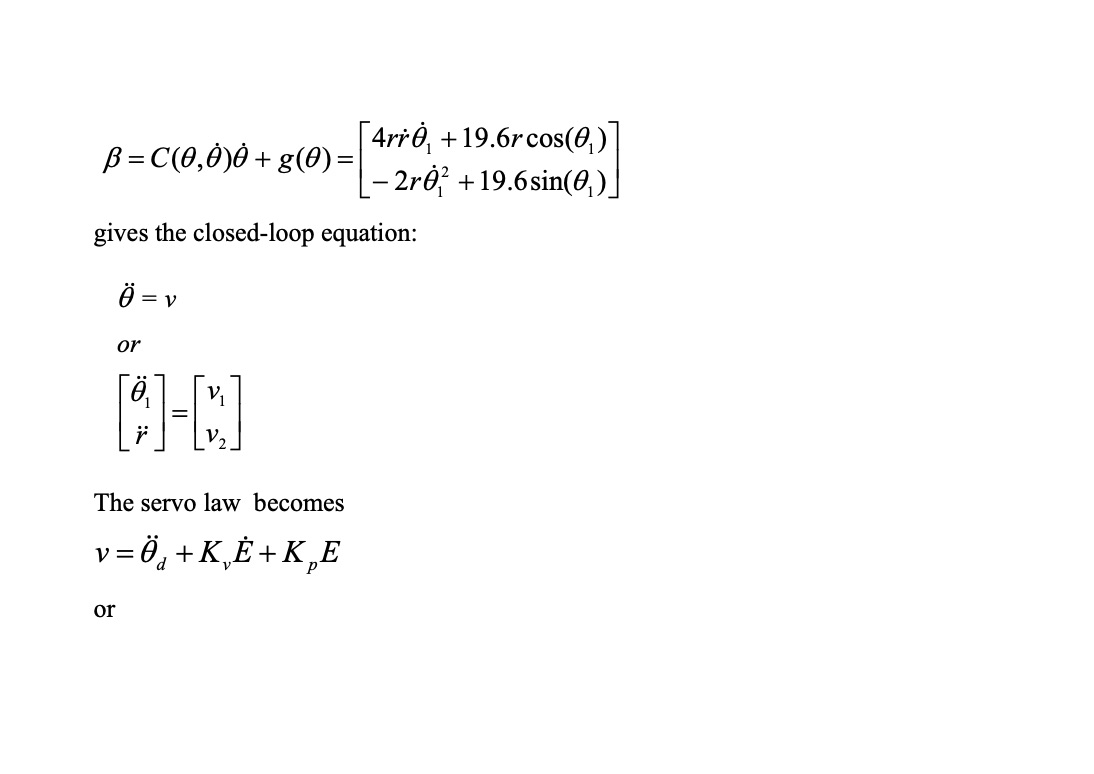 β = C(θ,θ̇)θ̇ + g(θ) = [4rṙθ̇₁ + 19.6r cos(θ₁)]
[− 2rθ̇₁² + 19.6 sin(θ₁)]
gives the closed-loop equation:
θ̈ = v
or
[θ̈₁] = [v₁]
[r̈] [v₂]
The servo law becomes
v = θ̈_d + K_v Ė + K_p E
or